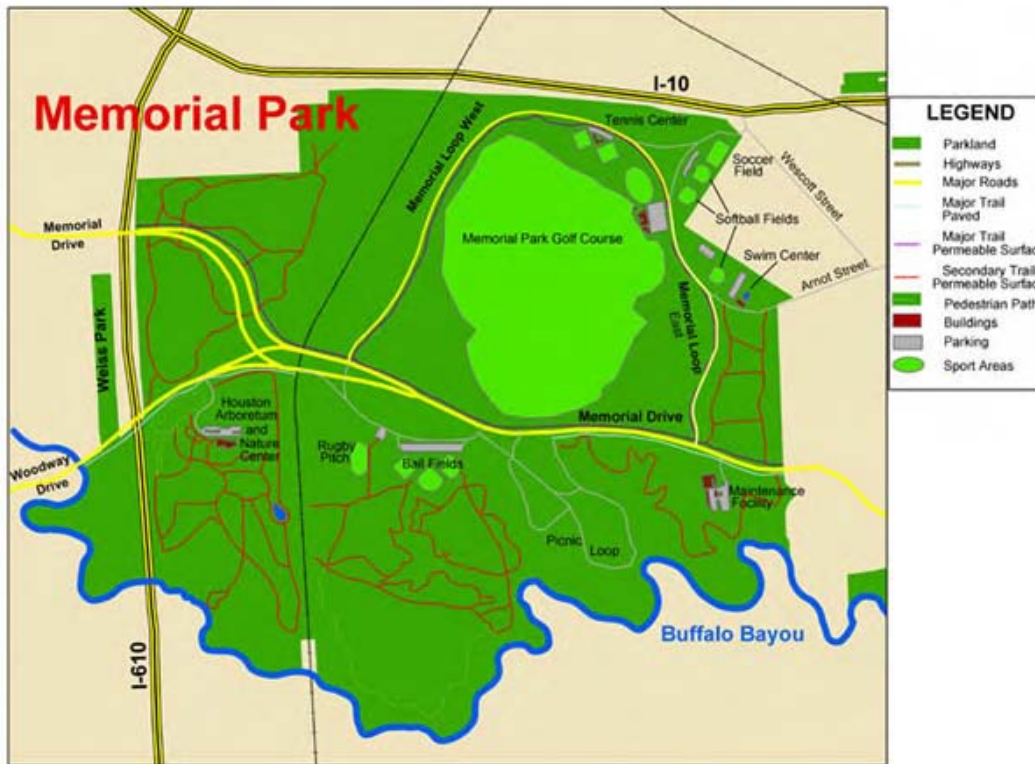 Memorial Park
I-10
Memorial Loop West
Tennis Center
Soccer
Field
Wescott Street
Softball Fields
Memorial
Drive
Memorial Park Golf Course
Swim Center
Arnot Street
Memorial Loop
East
Weiss Park
Houston
Arboretum
and
Nature
Center
Memorial Drive
Rugby
Pitch
Ball Fields
Woodway
Drive
Maintenance
Facility
Picnic
Loop
Buffalo Bayou
I-610
LEGEND
Parkland
Highways
Major Roads
Major Trail
Paved
Major Trail
Permeable Surfac
Secondary Trail
Permeable Surfac
Pedestrian Path
Buildings
Parking
Sport Areas